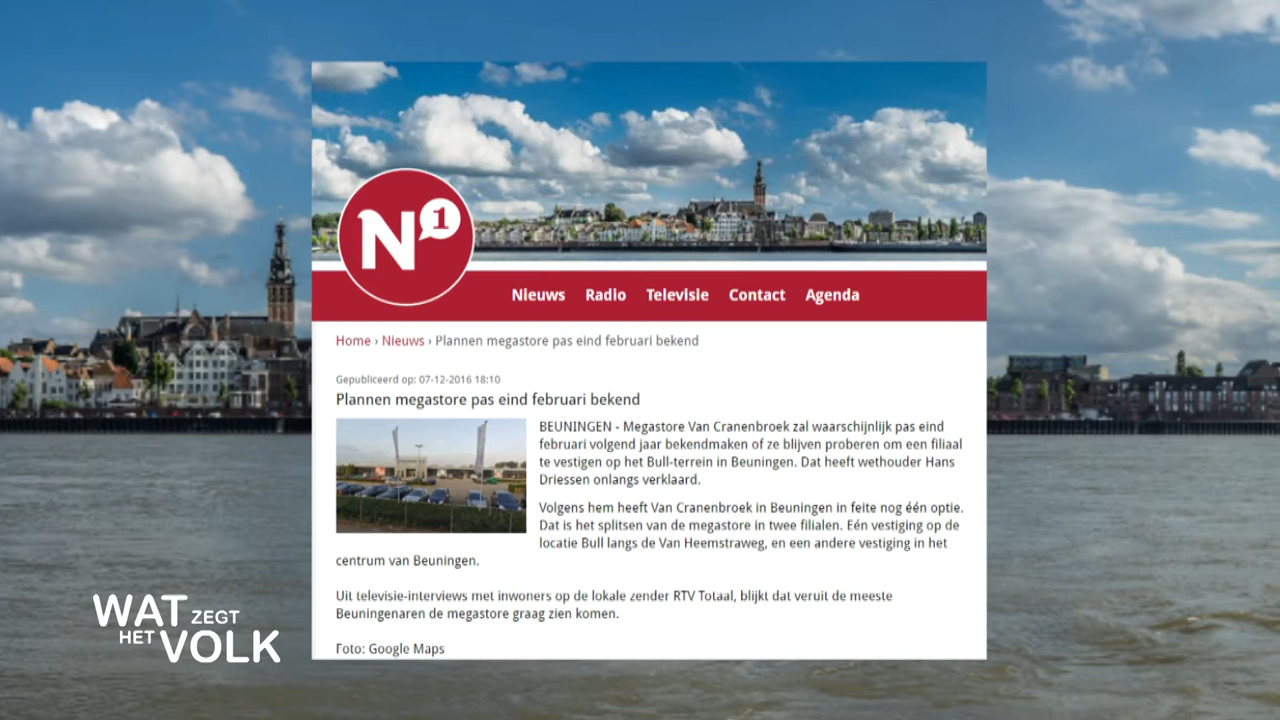 N1
Nieuws Radio Televisie Contact Agenda
Home › Nieuws › Plannen megastore pas eind februari bekend
Gepubliceerd op: 07-12-2016 18:10
Plannen megastore pas eind februari bekend
BEUNINGEN - Megastore Van Cranenbroek zal waarschijnlijk pas eind
februari volgend jaar bekendmaken of ze blijven proberen om een filiaal
te vestigen op het Bull-terrein in Beuningen. Dat heeft wethouder Hans
Driessen onlangs verklaard.
Volgens hem heeft Van Cranenbroek in Beuningen in feite nog één optie.
Dat is het splitsen van de megastore in twee filialen. Eén vestiging op de
locatie Bull langs de Van Heemstraweg, en een andere vestiging in het
centrum van Beuningen.
Uit televisie-interviews met inwoners op de lokale zender RTV Totaal, blijkt dat veruit de meeste
Beuningenaren de megastore graag zien komen.
Foto: Google Maps
WAT ZEGT
HET VOLK